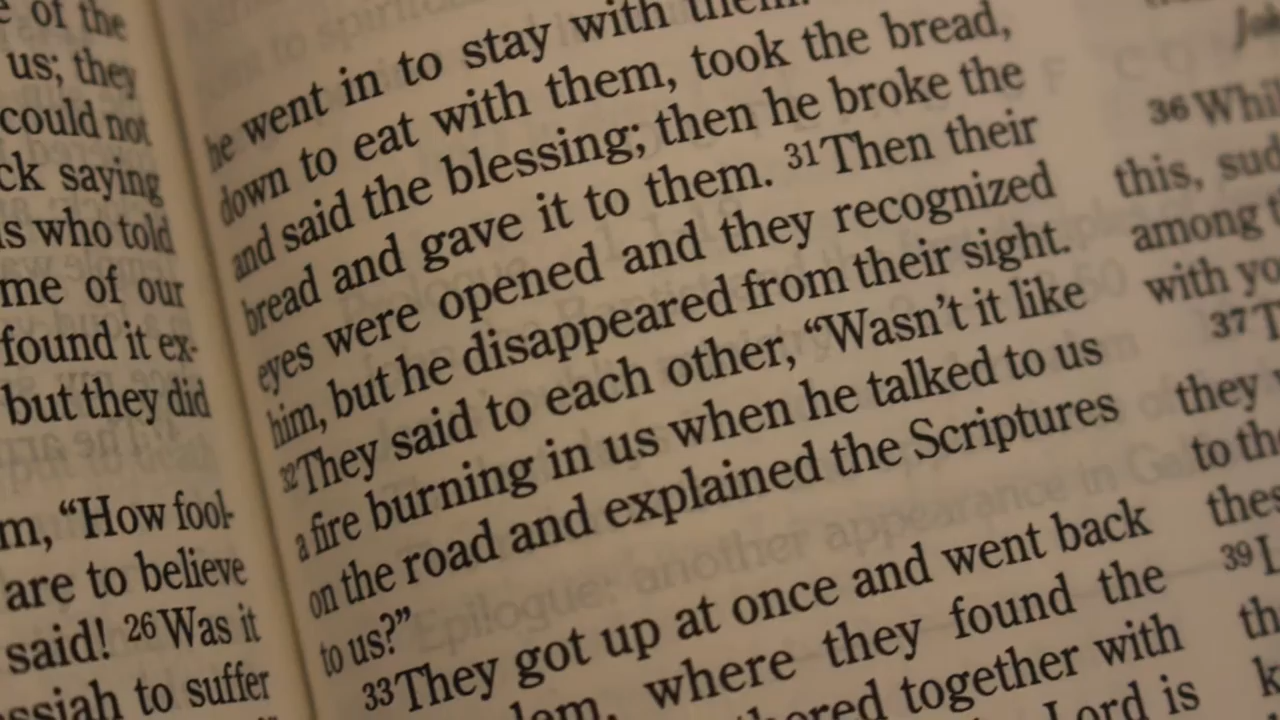 of the
us; they
could not
ck saying
s who told
me of our
found it ex-
but they did
m, “How fool-
are to believe
said! 26 Was it
ssiah to suffer
he went in to stay with them.
down to eat with them, took the bread,
and said the blessing; then he broke the
bread and gave it to them. 31 Then their
eyes were opened and they recognized
him, but he disappeared from their sight.
32 They said to each other, “Wasn’t it like
a fire burning in us when he talked to us
on the road and explained the Scriptures
to us?”
33 They got up at once and went back
lem, where they found the
hered together with
Lord is
36 Whil
this, sud
among t
with yo
37 T
they
to th
thes
39 I
th
k